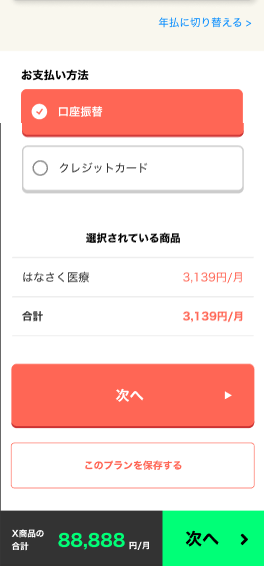 年払に切り替える >
お支払い方法
口座振替
クレジットカード
選択されている商品
はなさく医療 3,139円/月
合計 3,139円/月
次へ
このプランを保存する
X商品の
合計
88,888 円/月
次へ